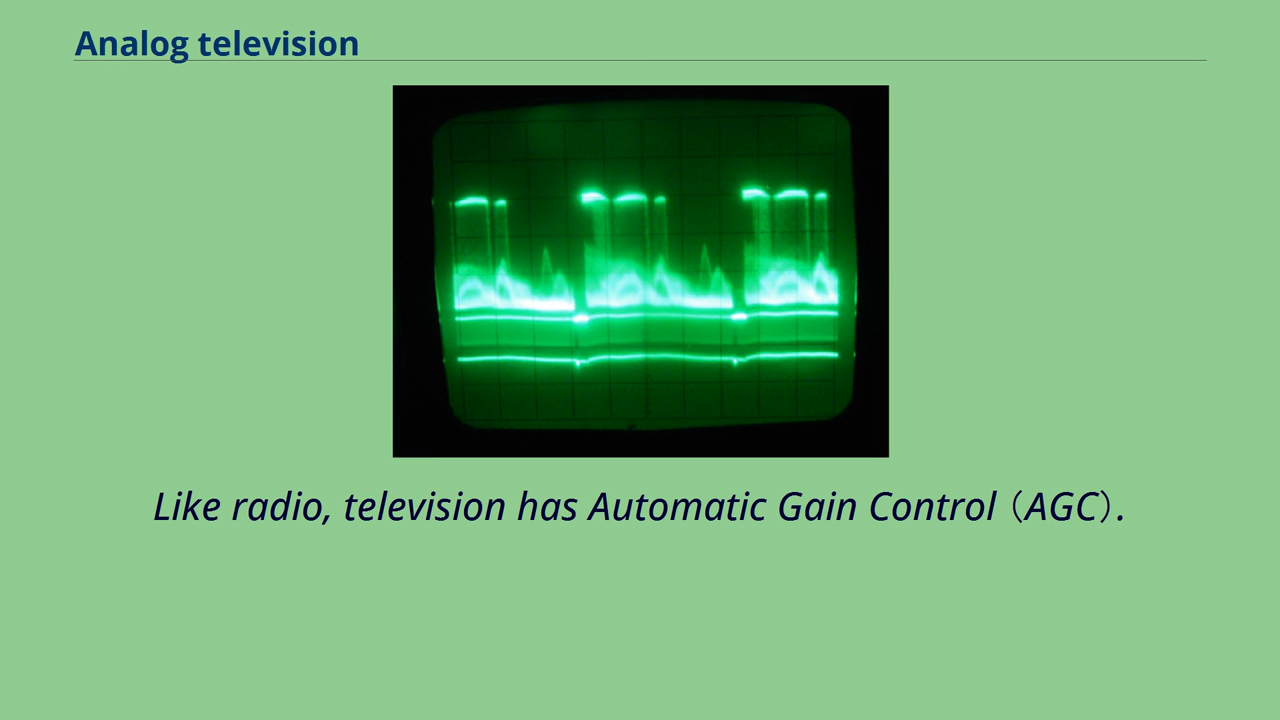 Analog television
Like radio, television has Automatic Gain Control（AGC）.